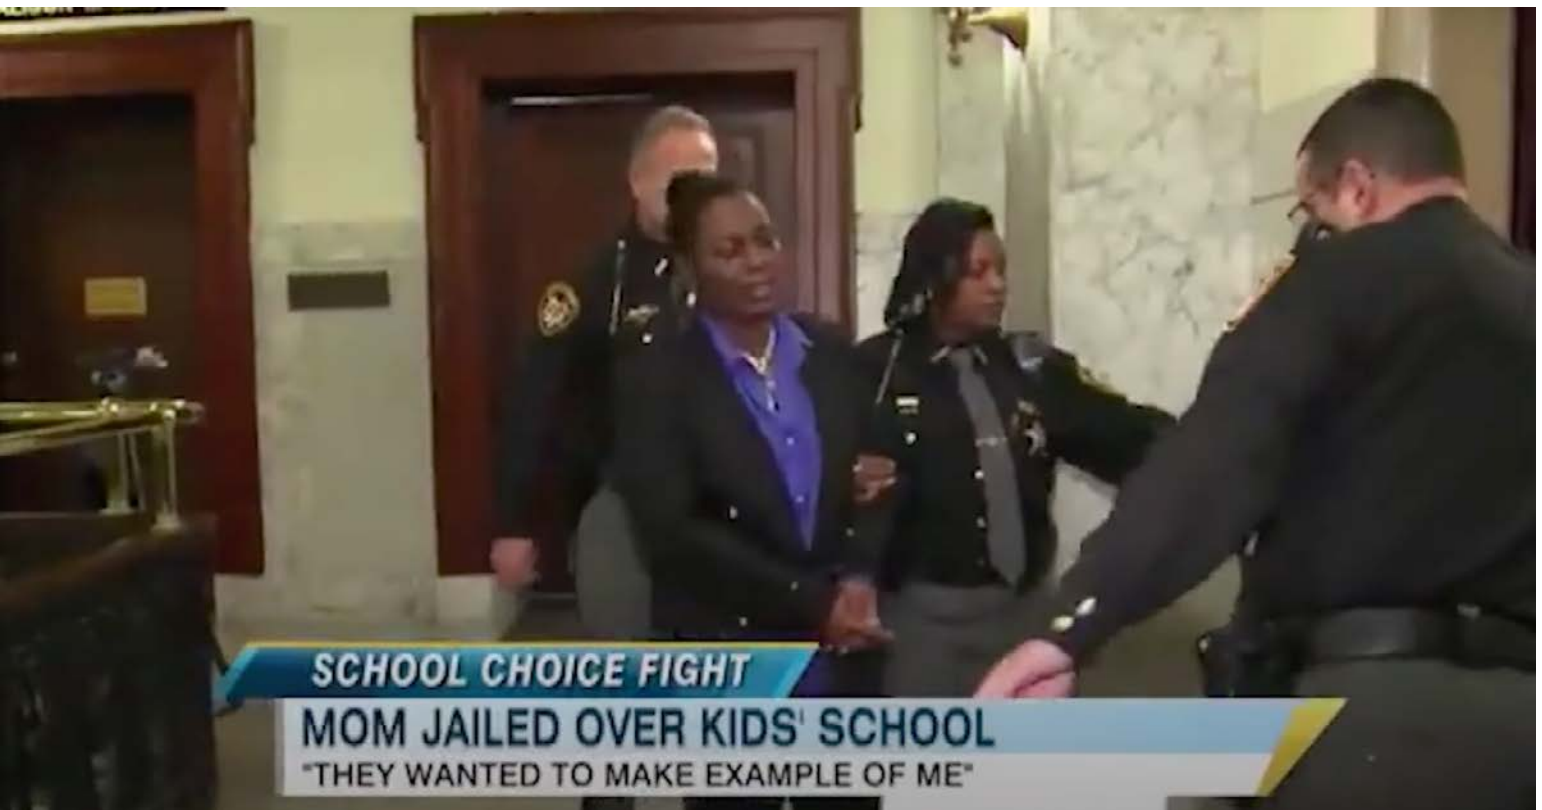 SCHOOL CHOICE FIGHT
MOM JAILED OVER KIDS' SCHOOL
"THEY WANTED TO MAKE EXAMPLE OF ME"